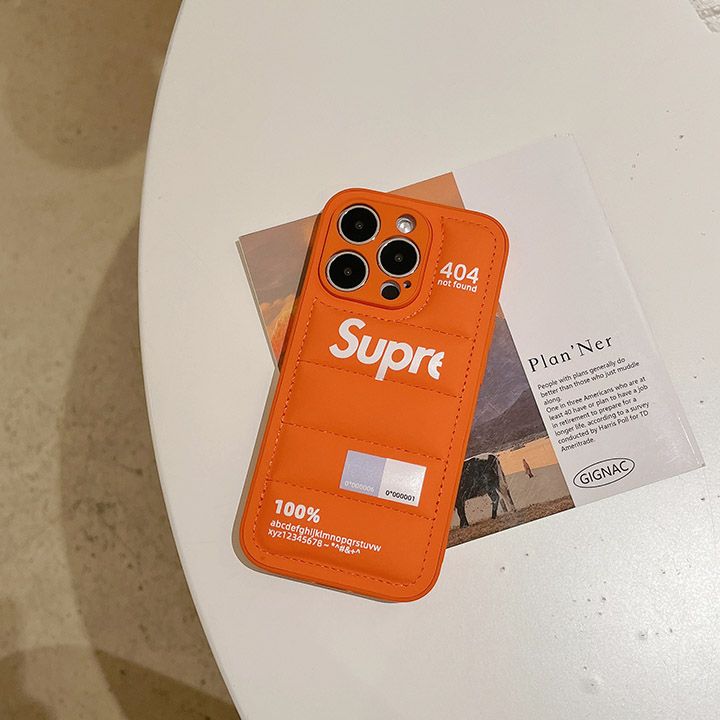 404
not found
Supre
0*000006
0*000001
100%
abcdefghijklmnopqrstuvw
xyz12345678~ *^#&+^
Plan'Ner
People with plans generally do
better than those who just muddle
along.
One in three Americans who are at
least 40 have or plan to have a job
in retirement to prepare for a
longer life, according to a survey
conducted by Harris Poll for TD
Ameritrade.
GIGNAC